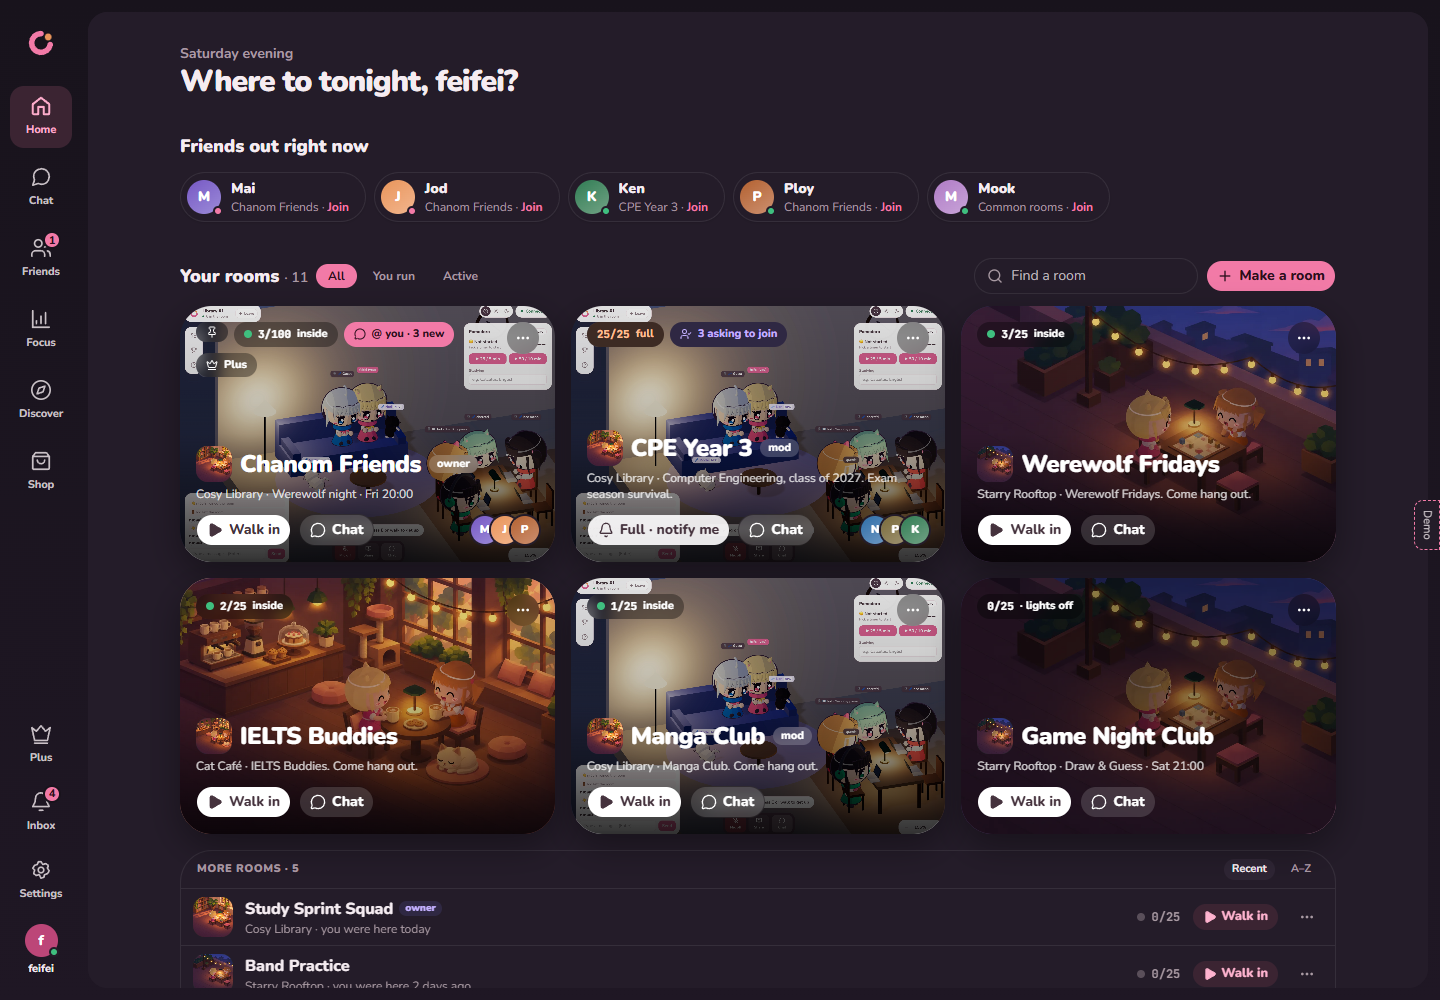 Saturday evening
Where to tonight, feifei?
Home
Chat
1
Friends
Focus
Discover
Shop
Plus
4
Inbox
Settings
f
feifei
Friends out right now
M
Mai
Chanom Friends · Join
J
Jod
Chanom Friends · Join
K
Ken
CPE Year 3 · Join
P
Ploy
Chanom Friends · Join
M
Mook
Common rooms · Join
Your rooms · 11
All
You run
Active
Find a room
+ Make a room
3/100 inside
@ you · 3 new
Plus
Chanom Friends
owner
Cosy Library · Werewolf night · Fri 20:00
Walk in
Chat
M J P
25/25 full
3 asking to join
CPE Year 3
mod
Cosy Library · Computer Engineering, class of 2027. Exam
season survival.
Full · notify me
Chat
N P K
3/25 inside
Werewolf Fridays
Starry Rooftop · Werewolf Fridays. Come hang out.
Walk in
Chat
2/25 inside
IELTS Buddies
Cat Café · IELTS Buddies. Come hang out.
Walk in
Chat
1/25 inside
Manga Club
mod
Cosy Library · Manga Club. Come hang out.
Walk in
Chat
0/25 · lights off
Game Night Club
Starry Rooftop · Draw & Guess · Sat 21:00
Walk in
Chat
MORE ROOMS · 5
Recent
A–Z
Study Sprint Squad
owner
Cosy Library · you were here today
0/25
Walk in
Band Practice
Starry Rooftop · you were here 2 days ago
0/25
Walk in
Demo